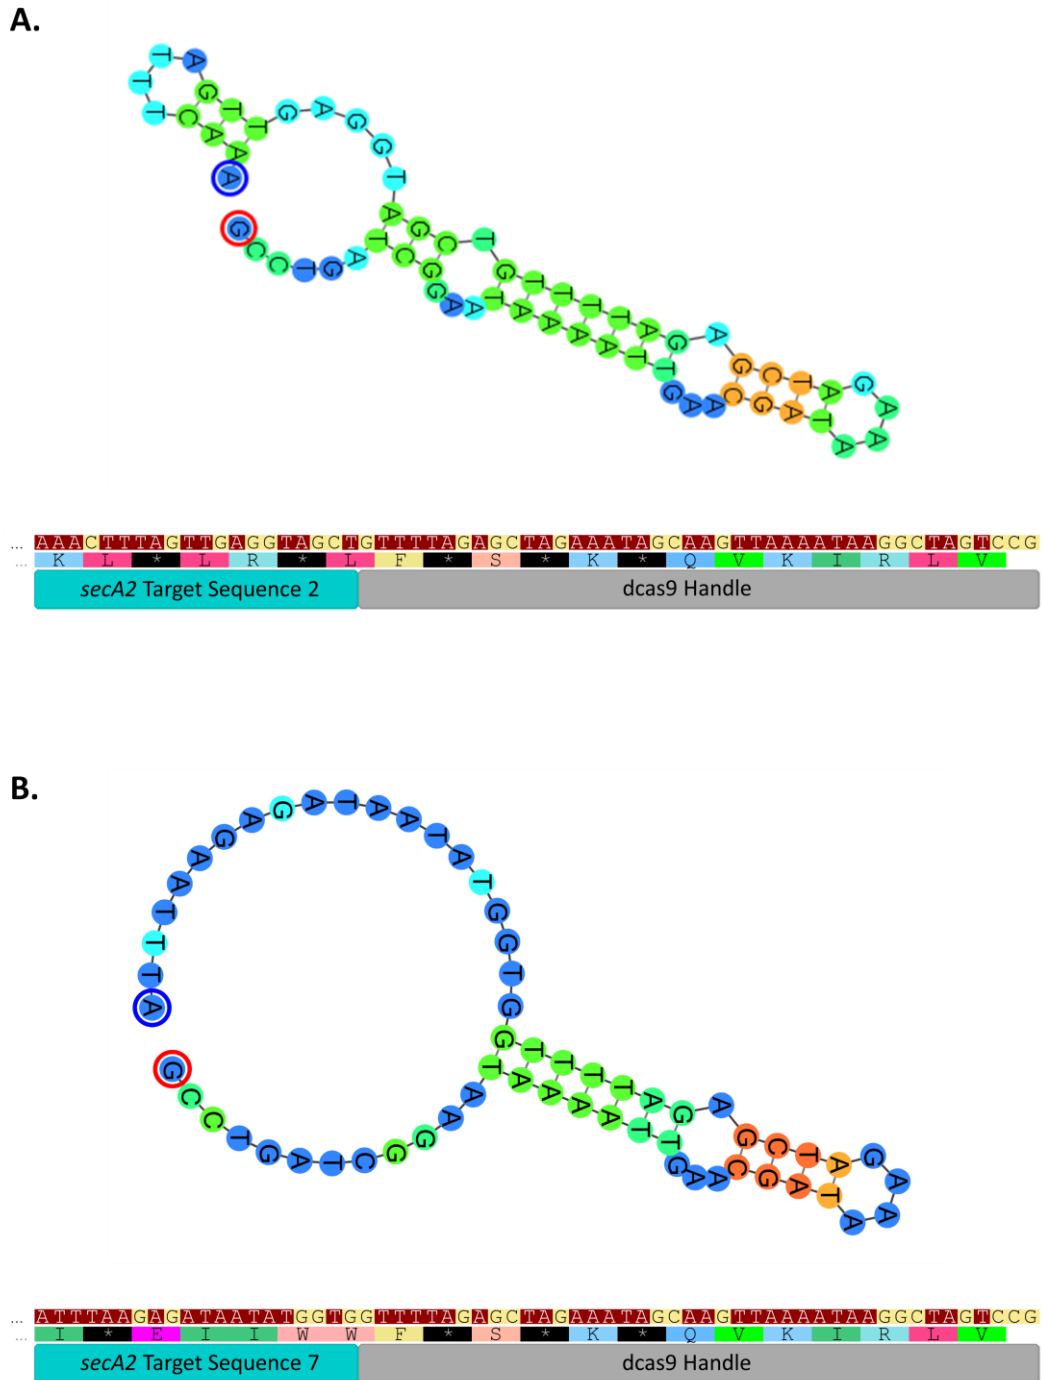 A.
... AAACTTTAGTTGAGGTAGCTGTTTTAGAGCTAGAAATAGCAAGTTAAAATAAGGCTAGTCCG
... K L * L R * L F * S * K * Q V K I R L V
secA2 Target Sequence 2 dcas9 Handle
B.
... ATTTAAGAGATAATATGGTGGTTTTAGAGCTAGAAATAGCAAGTTAAAATAAGGCTAGTCCG
... I * E I I W W F * S * K * Q V K I R L V
secA2 Target Sequence 7 dcas9 Handle